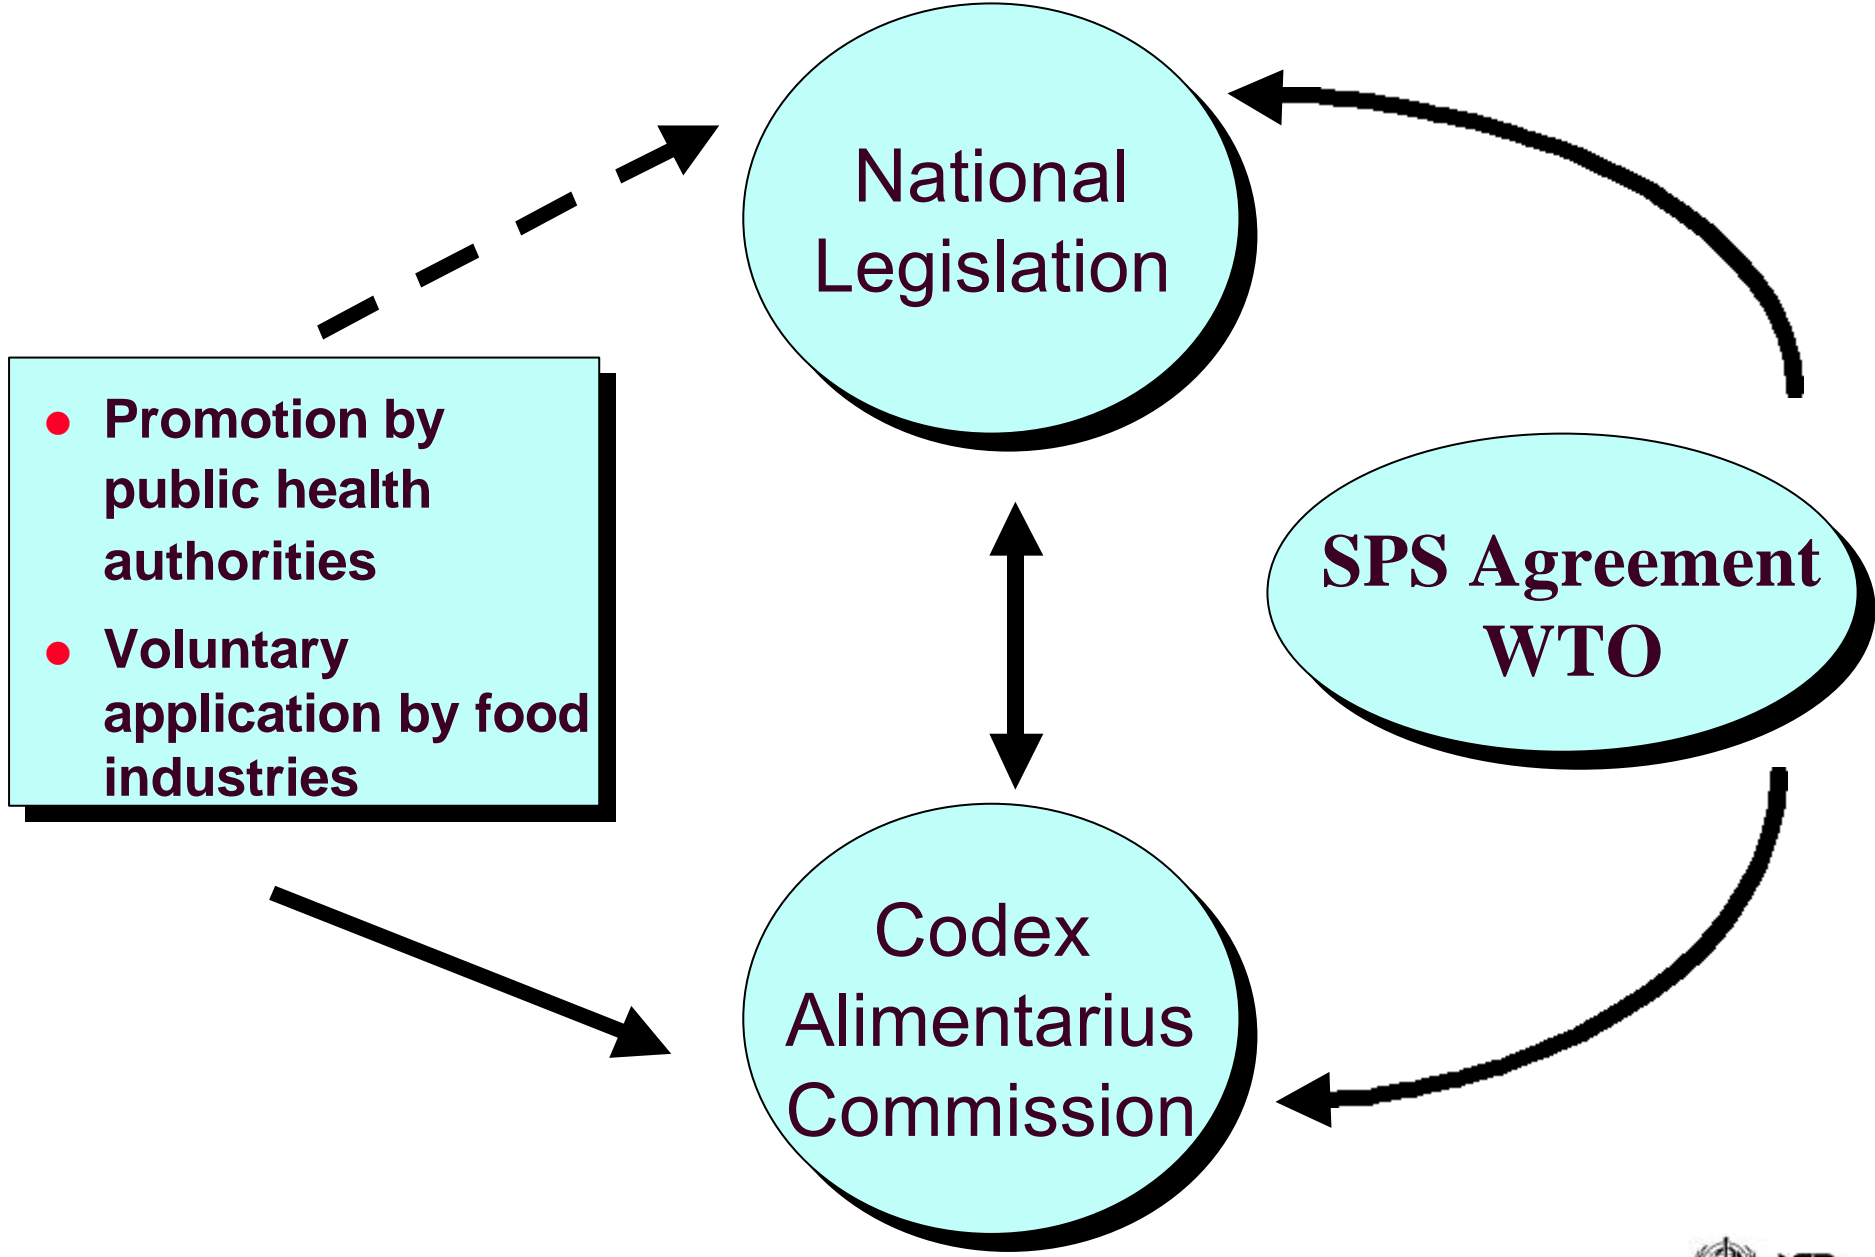 National
Legislation
Promotion by
public health
authorities
Voluntary
application by food
industries
SPS Agreement
WTO
Codex
Alimentarius
Commission